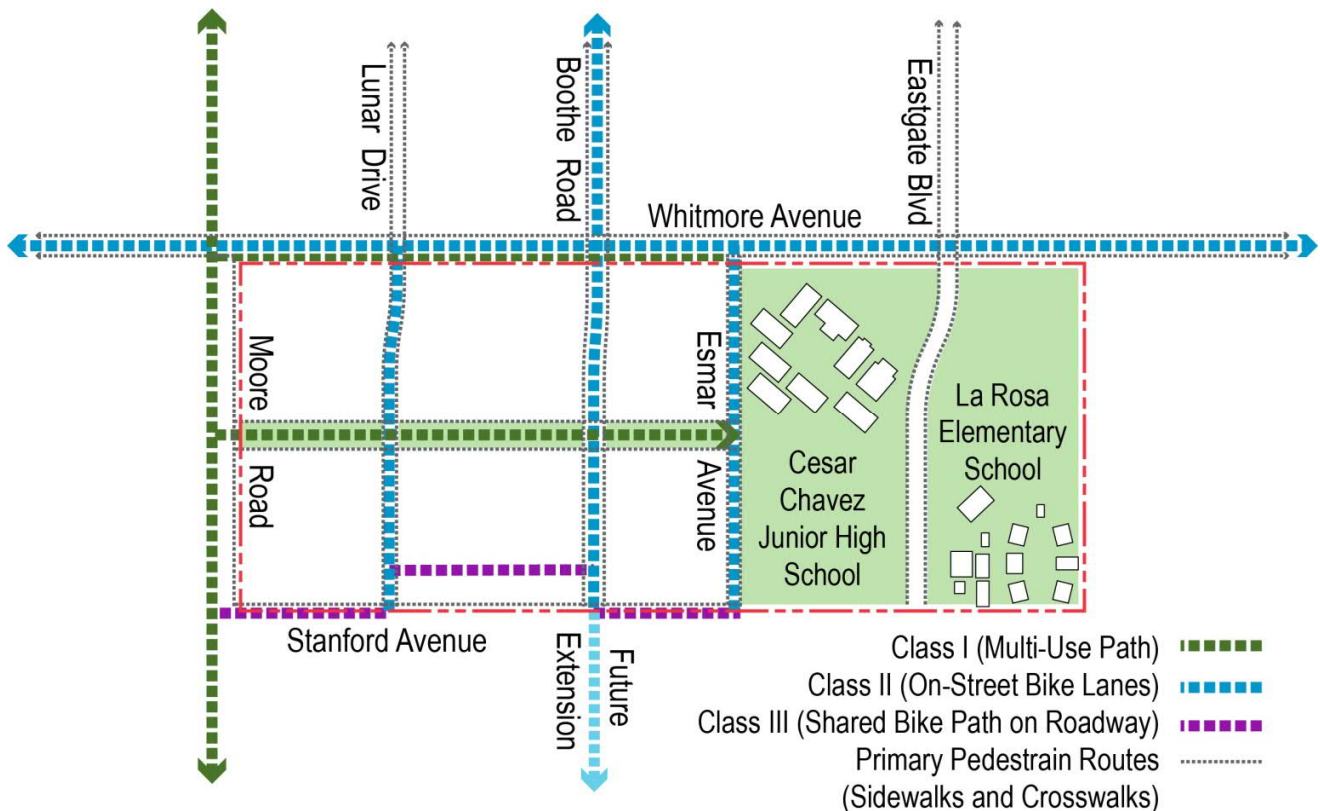 Lunar Drive
Boothe Road
Eastgate Blvd
Whitmore Avenue
Moore Road
Esmar Avenue
Cesar
Chavez
Junior High
School
La Rosa
Elementary
School
Stanford Avenue
Future
Extension
Class I (Multi-Use Path)
Class II (On-Street Bike Lanes)
Class III (Shared Bike Path on Roadway)
Primary Pedestrain Routes
(Sidewalks and Crosswalks)